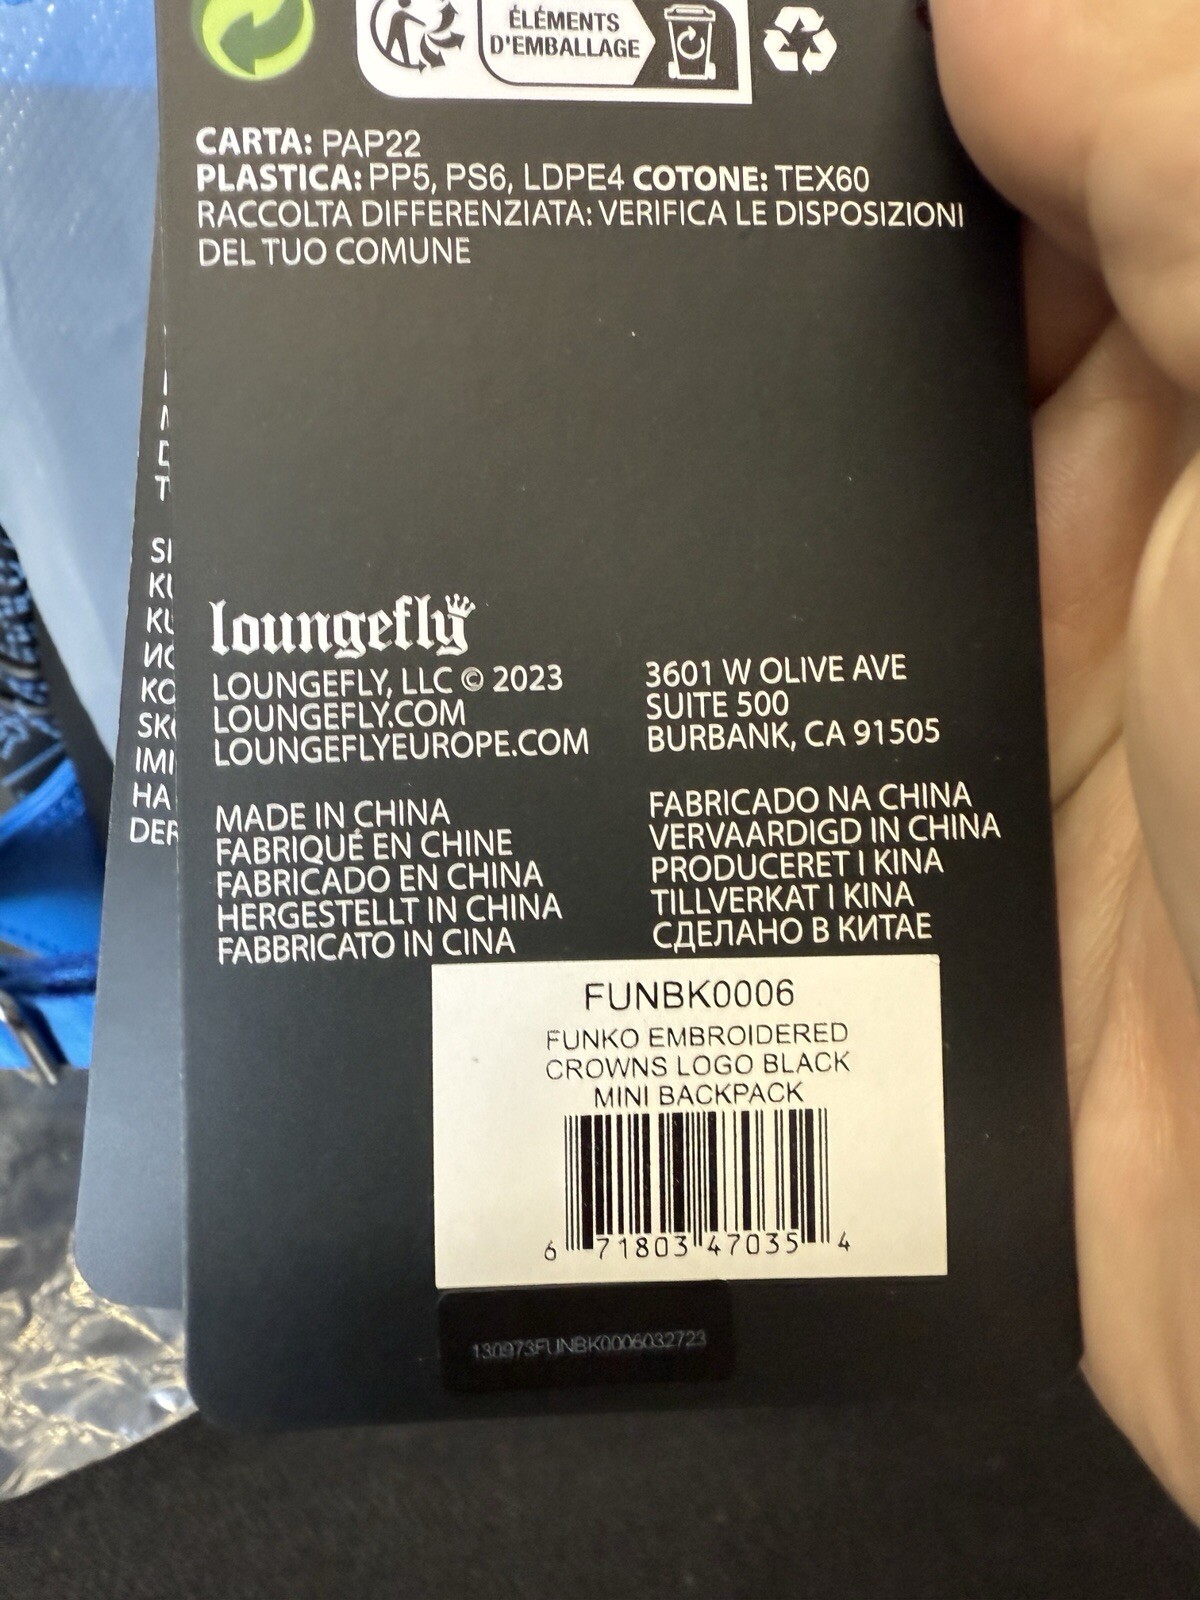 ÉLÉMENTS
D'EMBALLAGE
CARTA: PAP22
PLASTICA: PP5, PS6, LDPE4 COTONE: TEX60
RACCOLTA DIFFERENZIATA: VERIFICA LE DISPOSIZIONI
DEL TUO COMUNE
loungefly
LOUNGEFLY, LLC © 2023
LOUNGEFLY.COM
LOUNGEFLYEUROPE.COM
3601 W OLIVE AVE
SUITE 500
BURBANK, CA 91505
MADE IN CHINA
FABRIQUÉ EN CHINE
FABRICADO EN CHINA
HERGESTELLT IN CHINA
FABBRICATO IN CINA
FABRICADO NA CHINA
VERVAARDIGD IN CHINA
PRODUCERET I KINA
TILLVERKAT I KINA
СДЕЛАНО В КИТАЕ
FUNBK0006
FUNKO EMBROIDERED
CROWNS LOGO BLACK
MINI BACKPACK
6 71803 47035 4
130973FUNBK0006032723